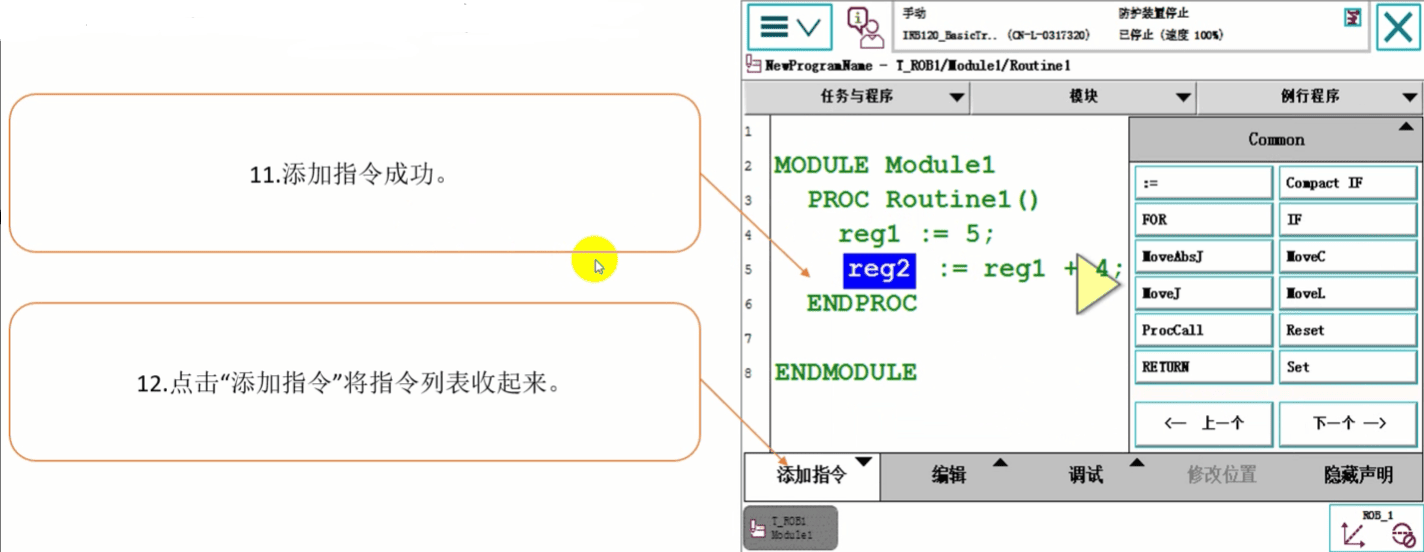 11.添加指令成功。
12.点击“添加指令”将指令列表收起来。
手动
IRB120_BasicTr.. (CN-L-0317320)
防护装置停止
已停止 (速度 100%)
NewProgramName - T_ROB1/Module1/Routine1
任务与程序
模块
例行程序
1
2 MODULE Module1
3 PROC Routine1()
4 reg1 := 5;
5 reg2 := reg1 + 4;
6 ENDPROC
7
8 ENDMODULE
Common
:= Compact IF
FOR IF
MoveAbsJ MoveC
MoveJ MoveL
ProcCall Reset
RETURN Set
<— 上一个 下一个 —>
添加指令 编辑 调试 修改位置 隐藏声明
T_ROB1
Module1
ROB_1